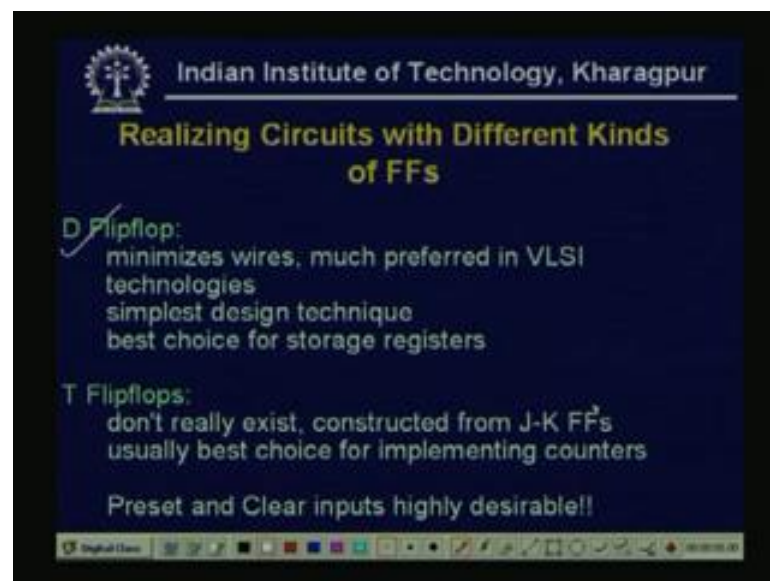 Indian Institute of Technology, Kharagpur
Realizing Circuits with Different Kinds
of FFs
D Flipflop:
minimizes wires, much preferred in VLSI
technologies
simplest design technique
best choice for storage registers
T Flipflops:
don't really exist, constructed from J-K FFs
usually best choice for implementing counters
Preset and Clear inputs highly desirable!!